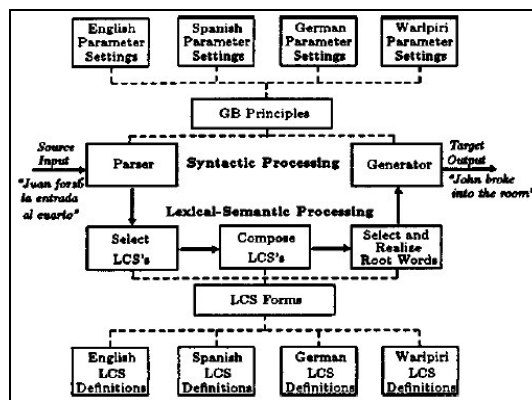 English Parameter Settings
Spanish Parameter Settings
German Parameter Settings
Warlpiri Parameter Settings
GB Principles
Source Input
Target Output
Parser
Syntactic Processing
Generator
"Juan forzó la entrada al cuarto"
"John broke into the room"
Lexical-Semantic Processing
Select LCS's
Compose LCS's
Select and Realize Root Words
LCS Forms
English LCS Definitions
Spanish LCS Definitions
German LCS Definitions
Warlpiri LCS Definitions